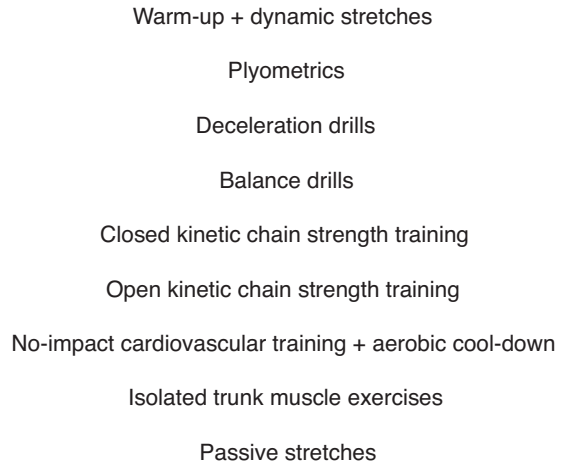 Warm-up + dynamic stretches
Plyometrics
Deceleration drills
Balance drills
Closed kinetic chain strength training
Open kinetic chain strength training
No-impact cardiovascular training + aerobic cool-down
Isolated trunk muscle exercises
Passive stretches